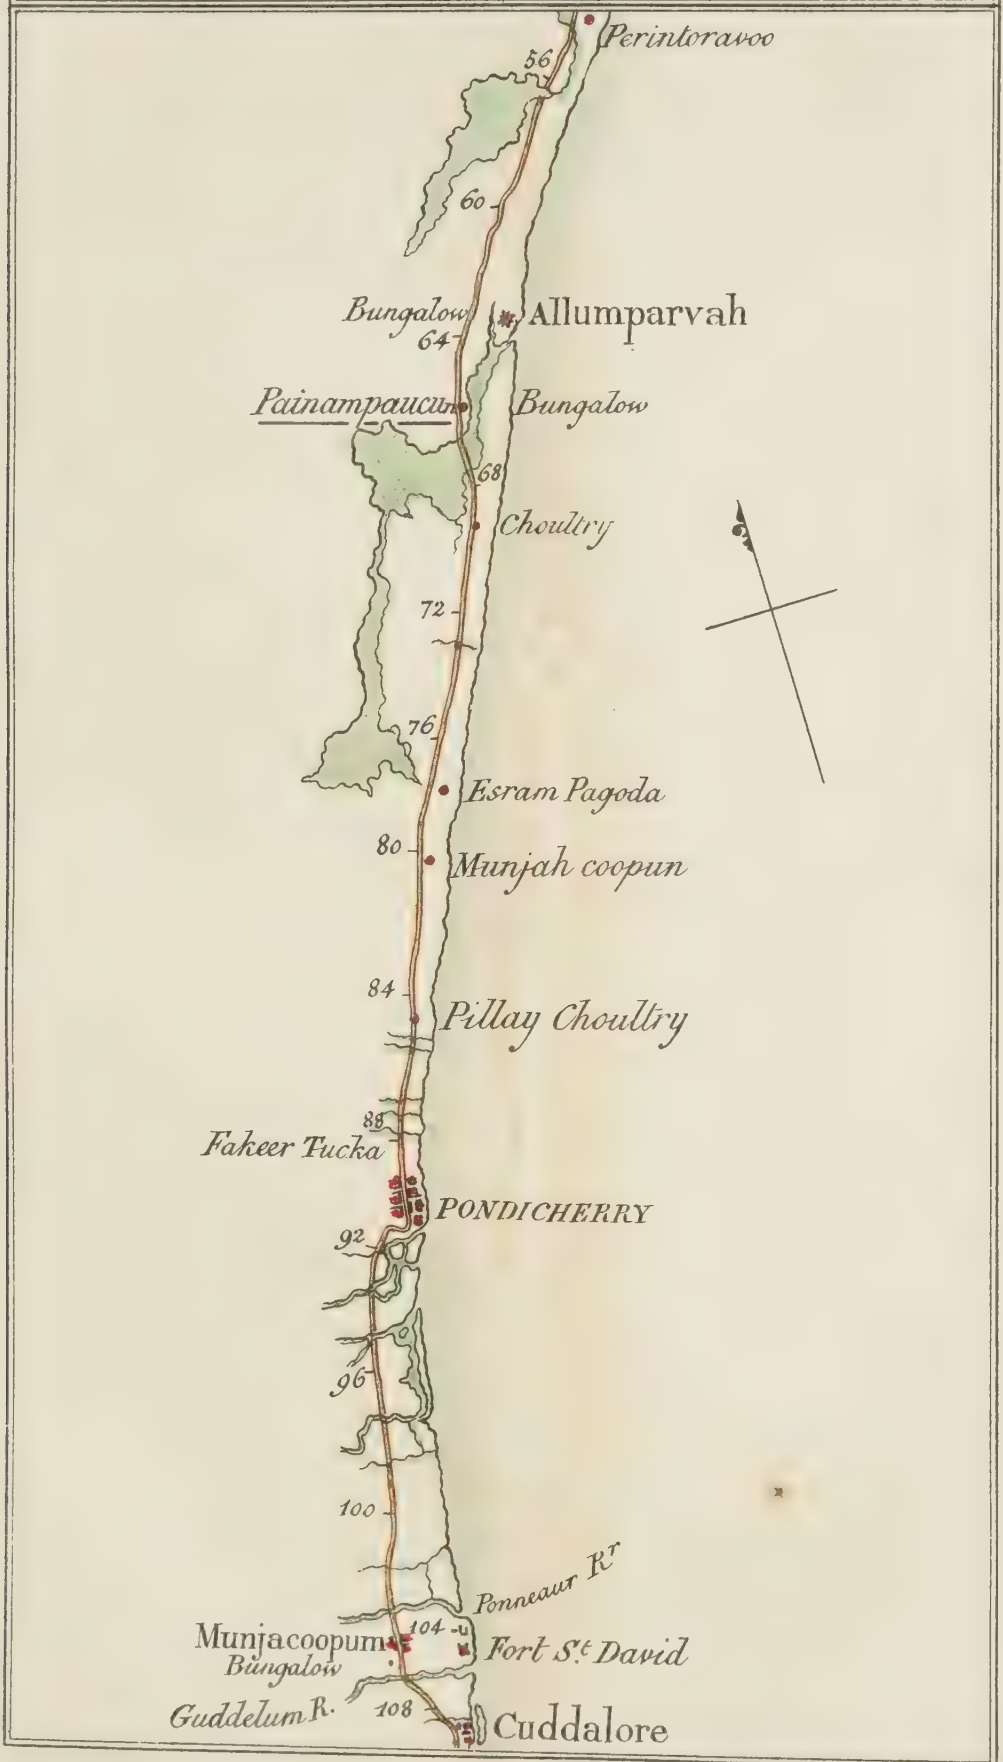 Perintoravoo
56
60
Bungalow
Allumparvah
64
Painampaucum
Bungalow
68
Choultry
72
76
Esram Pagoda
80
Munjah coopun
84
Pillay Choultry
88
Fakeer Tucka
PONDICHERRY
92
96
100
Ponneaur Rr
104
Munjacoopum
Bungalow
Fort St. David
Guddelum R.
108
Cuddalore